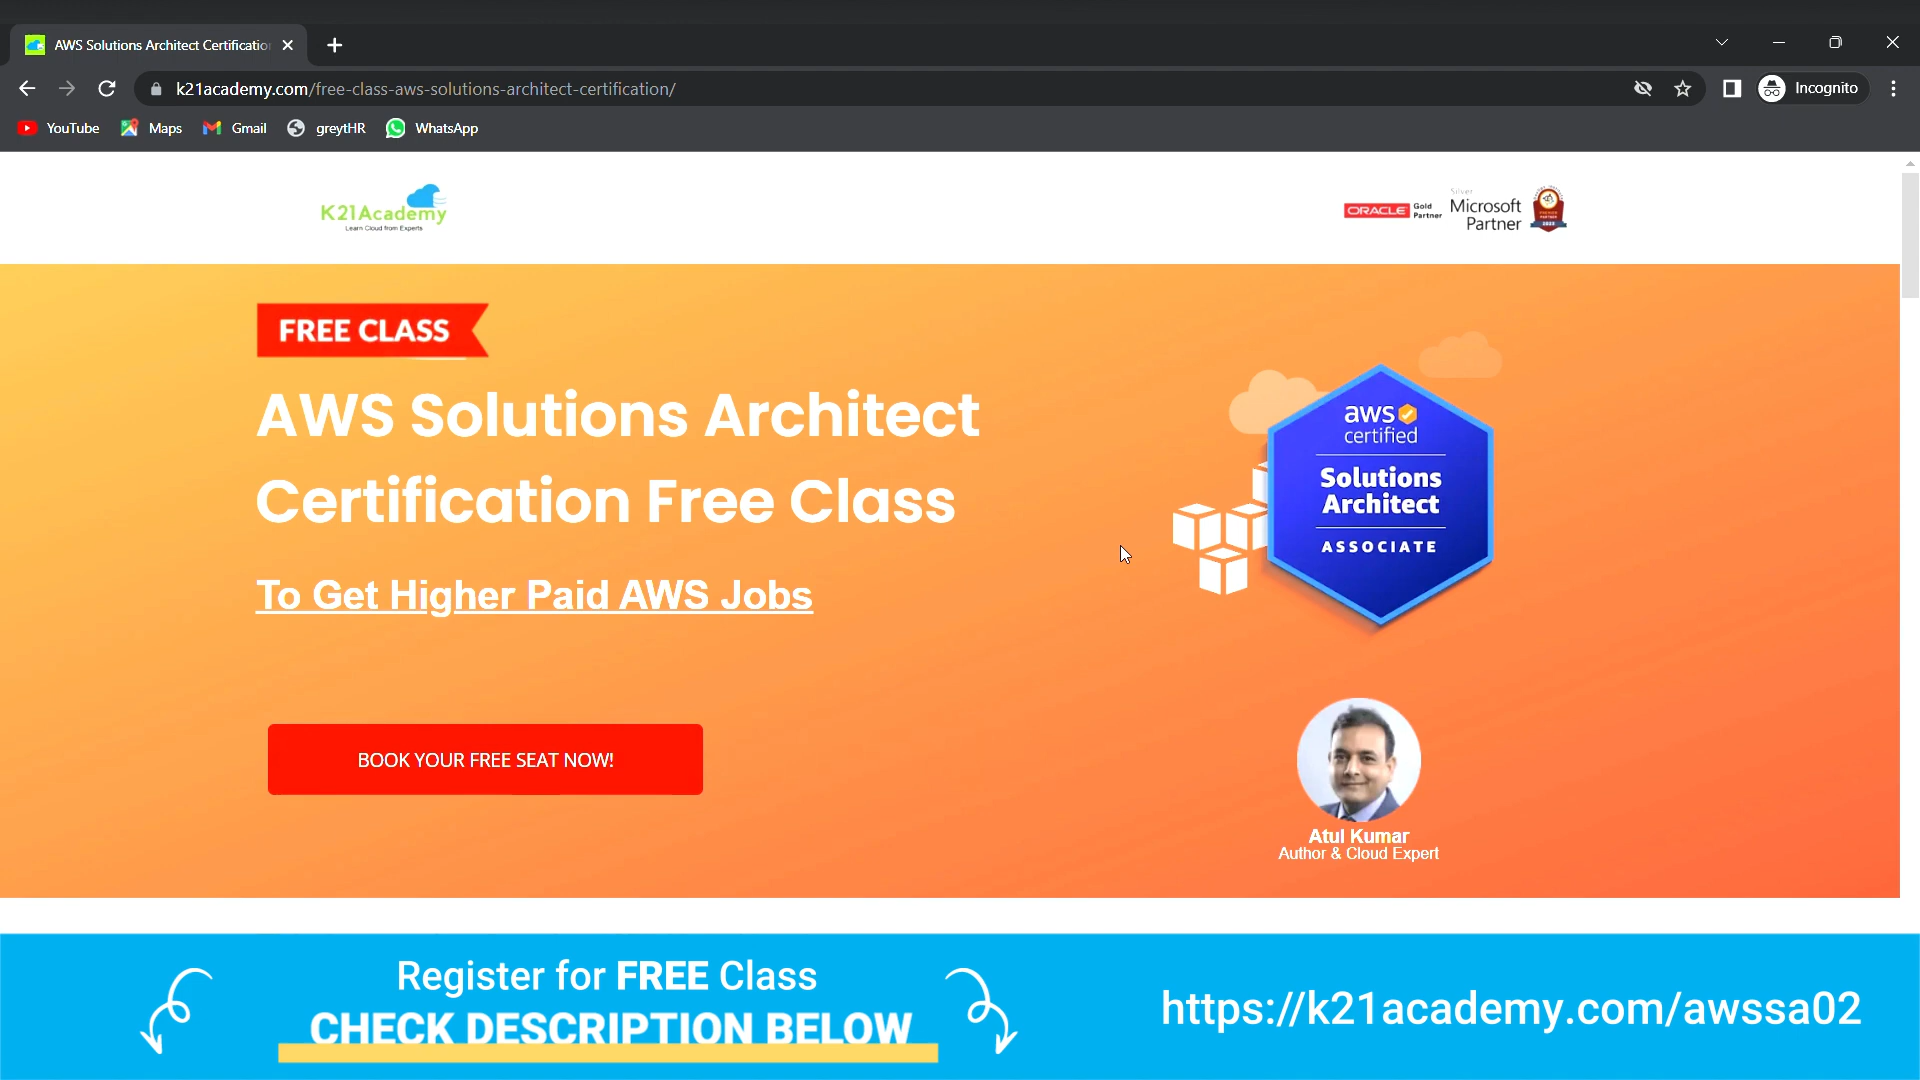 AWS Solutions Architect Certificatio
k21academy.com/free-class-aws-solutions-architect-certification/
Incognito
YouTube
Maps
Gmail
greytHR
WhatsApp
K21Academy
Learn Cloud from Experts
ORACLE Gold Partner
Silver
Microsoft
Partner
FREE CLASS
AWS Solutions Architect
Certification Free Class
To Get Higher Paid AWS Jobs
BOOK YOUR FREE SEAT NOW!
aws
certified
Solutions
Architect
ASSOCIATE
Atul Kumar
Author & Cloud Expert
Register for FREE Class
CHECK DESCRIPTION BELOW
https://k21academy.com/awssa02